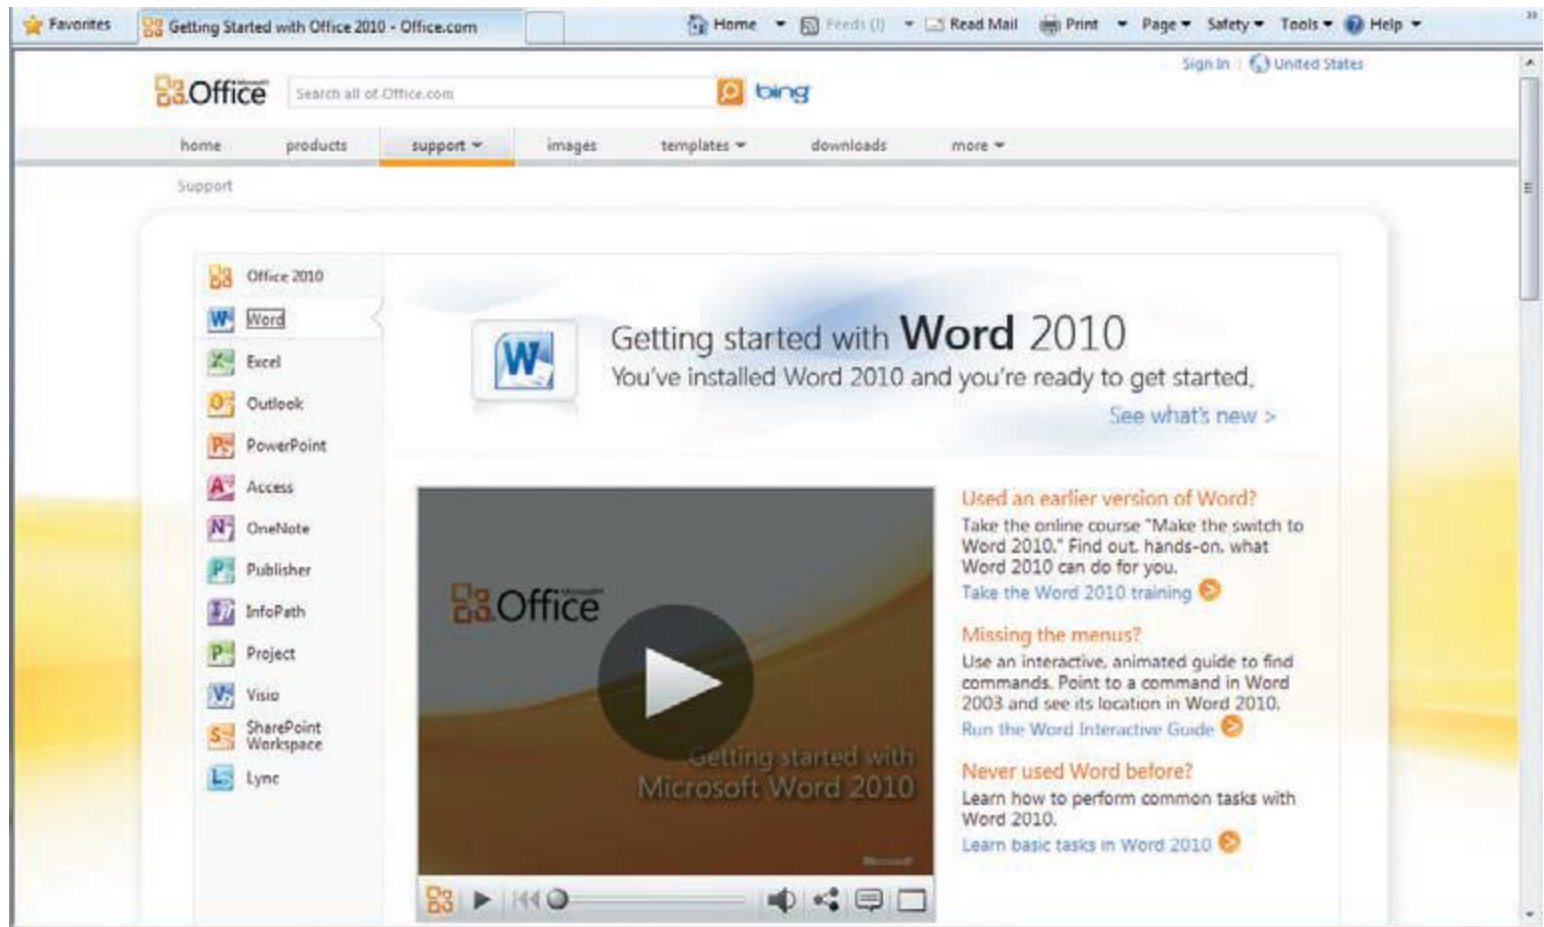 Favorites
Getting Started with Office 2010 - Office.com
Home
Feeds (J)
Read Mail
Print
Page
Safety
Tools
Help
Sign In
United States
Microsoft
Office
Search all of Office.com
bing
home
products
support
images
templates
downloads
more
Support
Office 2010
Word
Excel
Outlook
PowerPoint
Access
OneNote
Publisher
InfoPath
Project
Visio
SharePoint
Workspace
Lync
Getting started with Word 2010
You've installed Word 2010 and you're ready to get started.
See what's new >
Microsoft
Office
Getting started with
Microsoft Word 2010
Microsoft
Used an earlier version of Word?
Take the online course "Make the switch to
Word 2010." Find out, hands-on, what
Word 2010 can do for you.
Take the Word 2010 training
Missing the menus?
Use an interactive, animated guide to find
commands. Point to a command in Word
2003 and see its location in Word 2010.
Run the Word Interactive Guide
Never used Word before?
Learn how to perform common tasks with
Word 2010.
Learn basic tasks in Word 2010